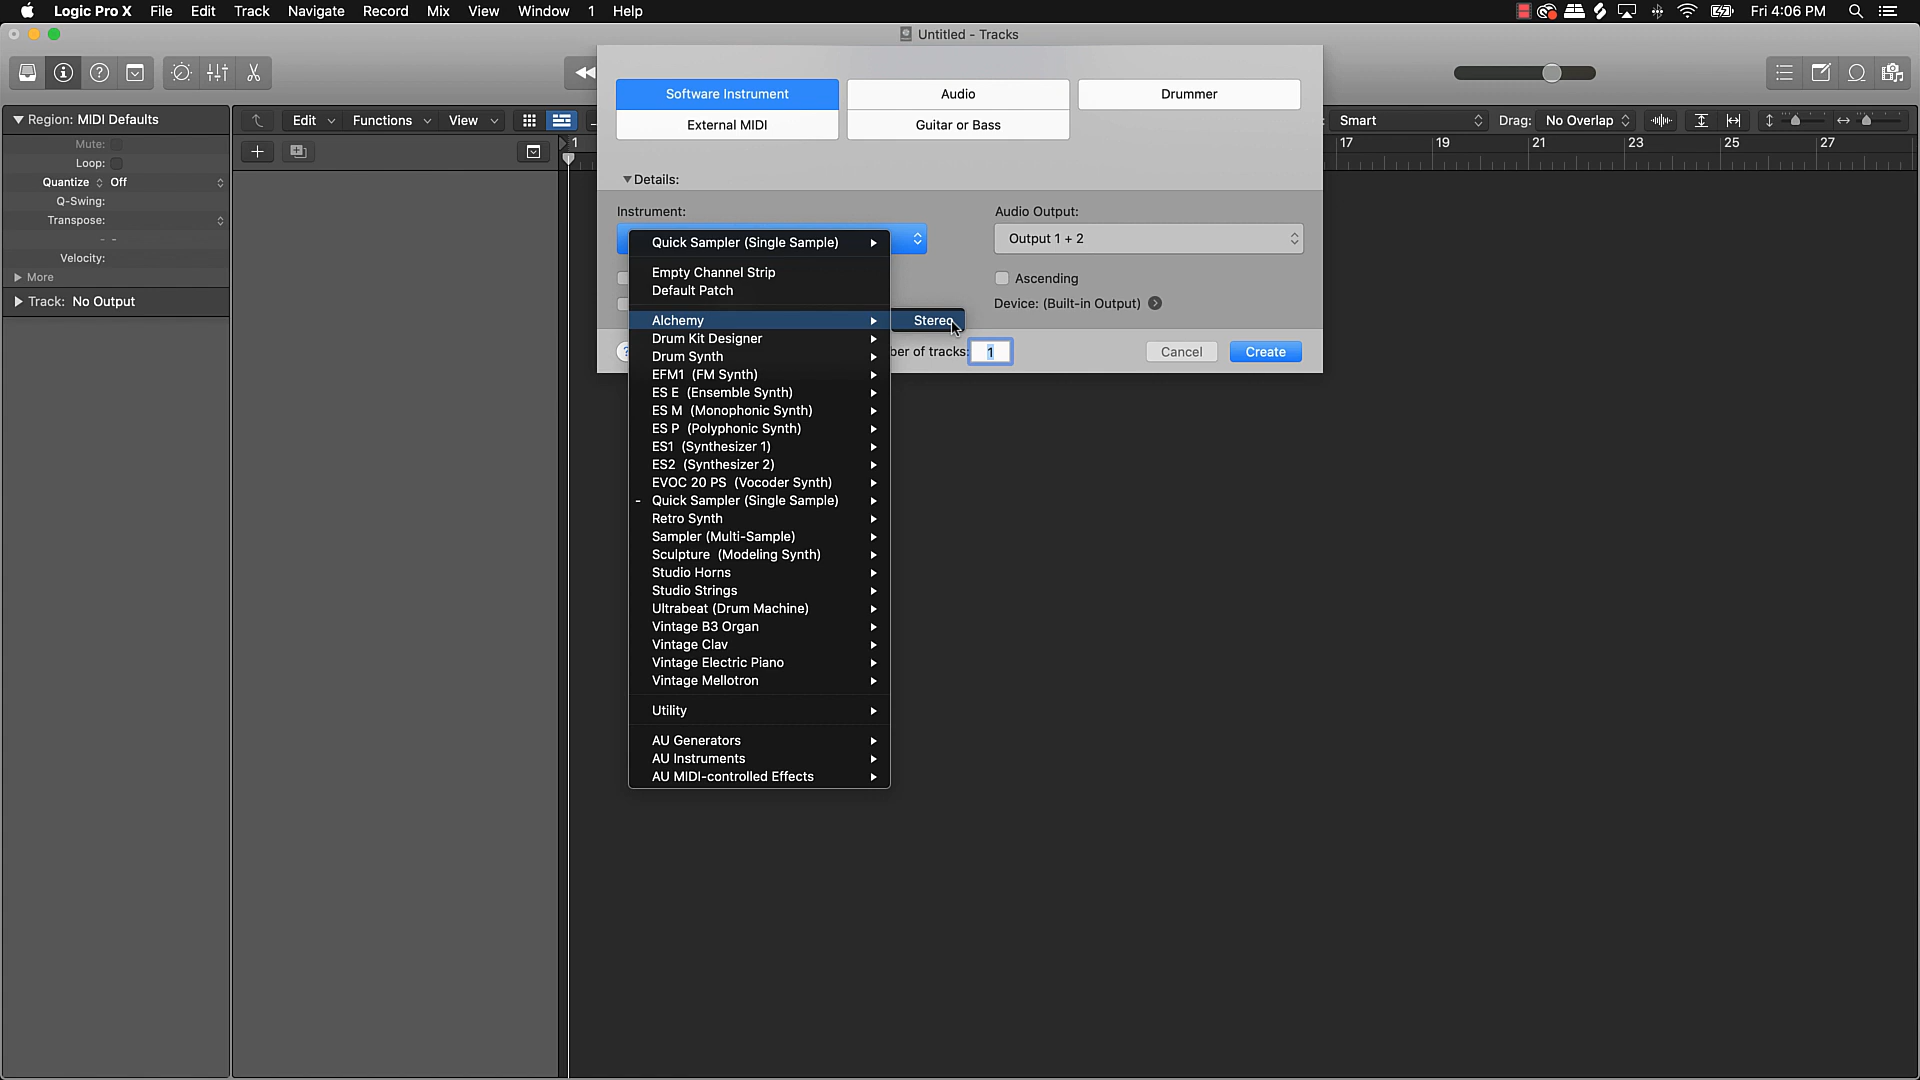 Logic Pro X File Edit Track Navigate Record Mix View Window 1 Help Fri 4:06 PM
Untitled - Tracks
Software Instrument Audio Drummer
External MIDI Guitar or Bass
Region: MIDI Defaults
Edit Functions View Smart Drag: No Overlap
Mute:
1 17 19 21 23 25 27
Loop:
Quantize Off
Details:
Q-Swing:
Instrument: Audio Output:
Transpose:
- -
Output 1 + 2
Velocity:
More
Ascending
Track: No Output
Device: (Built-in Output)
ber of tracks: 1 Cancel Create
Quick Sampler (Single Sample)
Empty Channel Strip
Default Patch
Alchemy Stereo
Drum Kit Designer
Drum Synth
EFM1 (FM Synth)
ES E (Ensemble Synth)
ES M (Monophonic Synth)
ES P (Polyphonic Synth)
ES1 (Synthesizer 1)
ES2 (Synthesizer 2)
EVOC 20 PS (Vocoder Synth)
- Quick Sampler (Single Sample)
Retro Synth
Sampler (Multi-Sample)
Sculpture (Modeling Synth)
Studio Horns
Studio Strings
Ultrabeat (Drum Machine)
Vintage B3 Organ
Vintage Clav
Vintage Electric Piano
Vintage Mellotron
Utility
AU Generators
AU Instruments
AU MIDI-controlled Effects